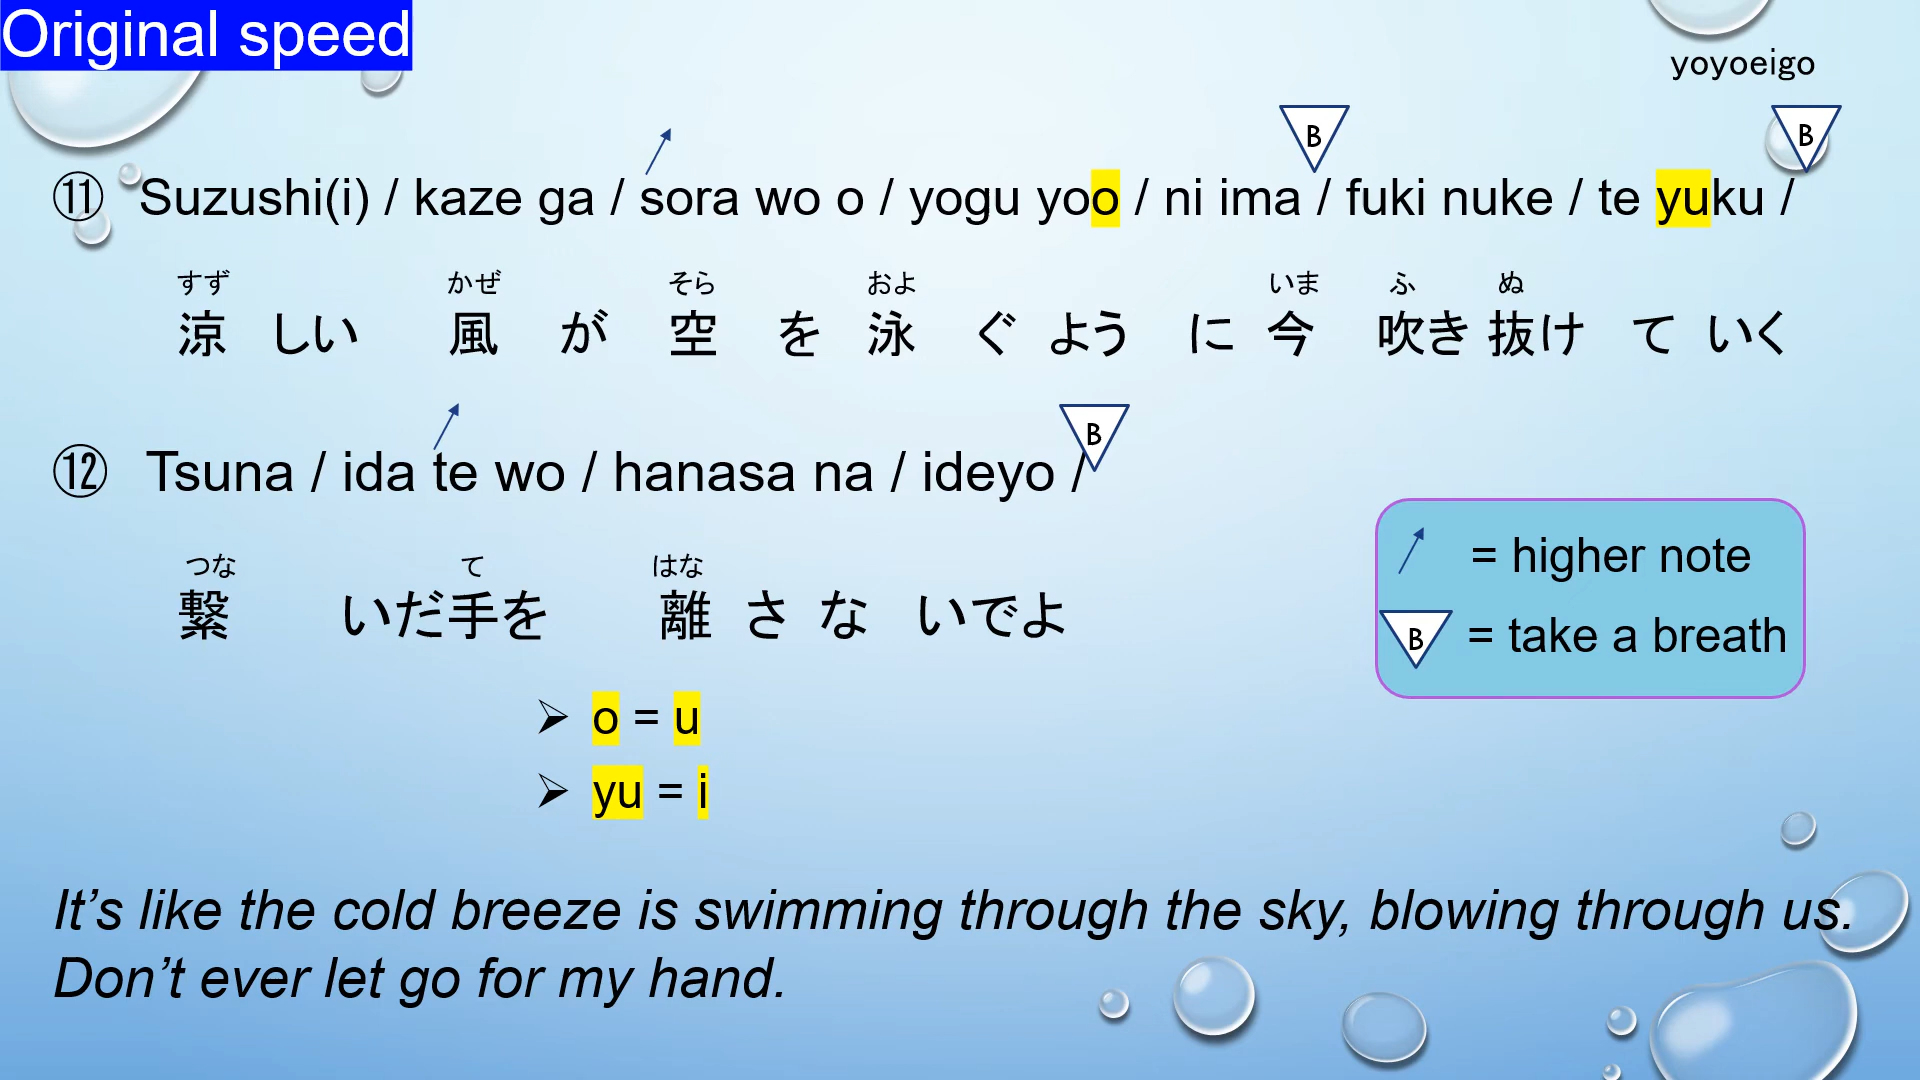 Original speed
yoyoeigo
B B
⑪ Suzushi(i) / kaze ga / sora wo o / yogu yoo / ni ima / fuki nuke / te yuku /
すず かぜ そら およ いま ふ ぬ
涼 しい 風 が 空 を 泳 ぐ よう に 今 吹き 抜け て いく
B
⑫ Tsuna / ida te wo / hanasa na / ideyo /
つな て はな
繋 いだ手を 離 さ な いでよ
= higher note
B = take a breath
➢ o = u
➢ yu = i
It’s like the cold breeze is swimming through the sky, blowing through us.
Don’t ever let go for my hand.